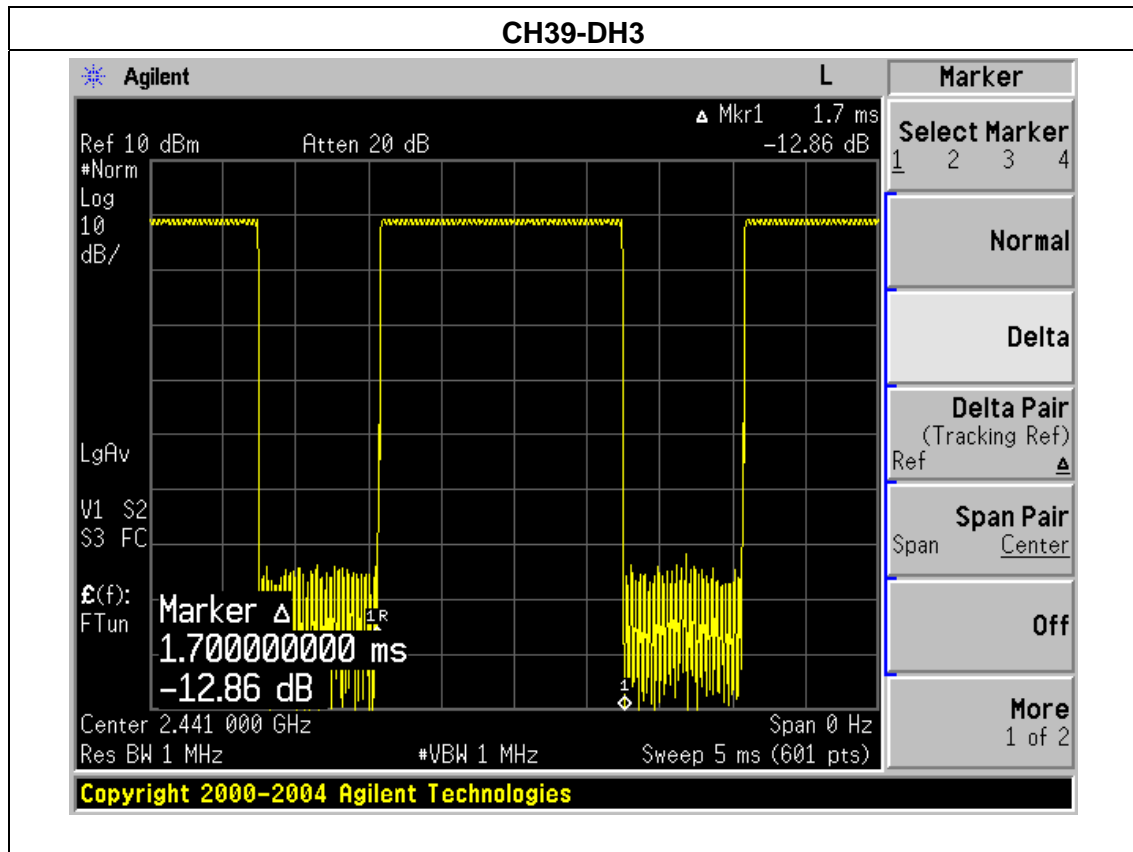 CH39-DH3
Agilent
L
Marker
Δ Mkr1 1.7 ms
Ref 10 dBm Atten 20 dB -12.86 dB
#Norm
Log
10
dB/
LgAv
V1 S2
S3 FC
£(f):
FTun
1R
1
Marker Δ
1.700000000 ms
-12.86 dB
Center 2.441 000 GHz Span 0 Hz
Res BW 1 MHz #VBW 1 MHz Sweep 5 ms (601 pts)
Select Marker
1 2 3 4
Normal
Delta
Delta Pair
(Tracking Ref)
Ref Δ
Span Pair
Span Center
Off
More
1 of 2
Copyright 2000-2004 Agilent Technologies